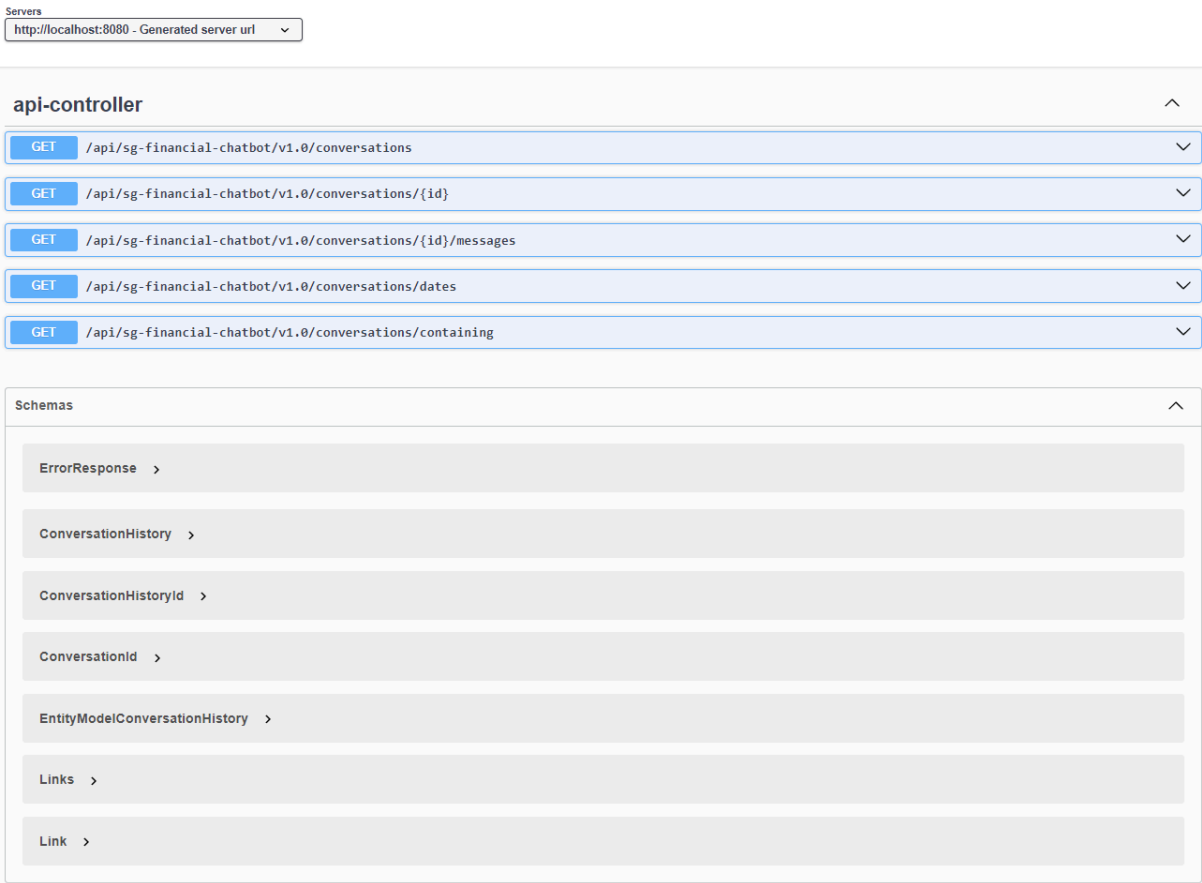 Servers
http://localhost:8080 - Generated server url
api-controller
GET /api/sg-financial-chatbot/v1.0/conversations
GET /api/sg-financial-chatbot/v1.0/conversations/{id}
GET /api/sg-financial-chatbot/v1.0/conversations/{id}/messages
GET /api/sg-financial-chatbot/v1.0/conversations/dates
GET /api/sg-financial-chatbot/v1.0/conversations/containing
Schemas
ErrorResponse
ConversationHistory
ConversationHistoryId
ConversationId
EntityModelConversationHistory
Links
Link